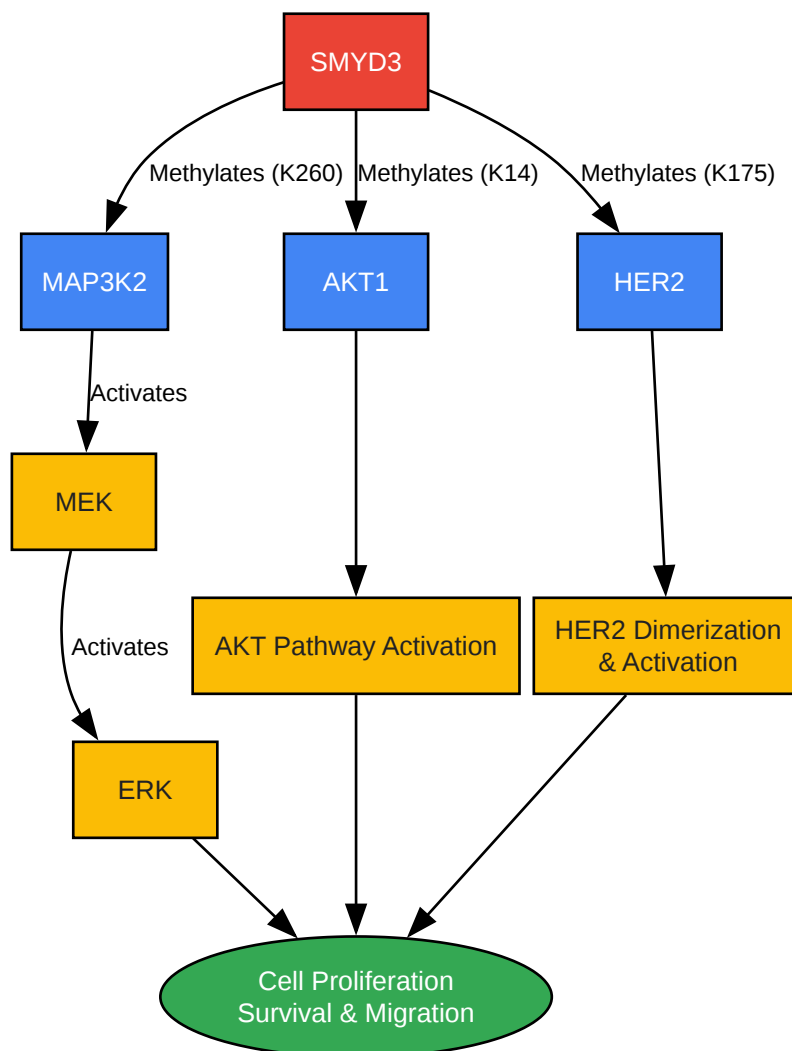 SMYD3
Methylates (K260)
Methylates (K14)
Methylates (K175)
MAP3K2
AKT1
HER2
Activates
MEK
Activates
AKT Pathway Activation
HER2 Dimerization
& Activation
ERK
Cell Proliferation
Survival & Migration